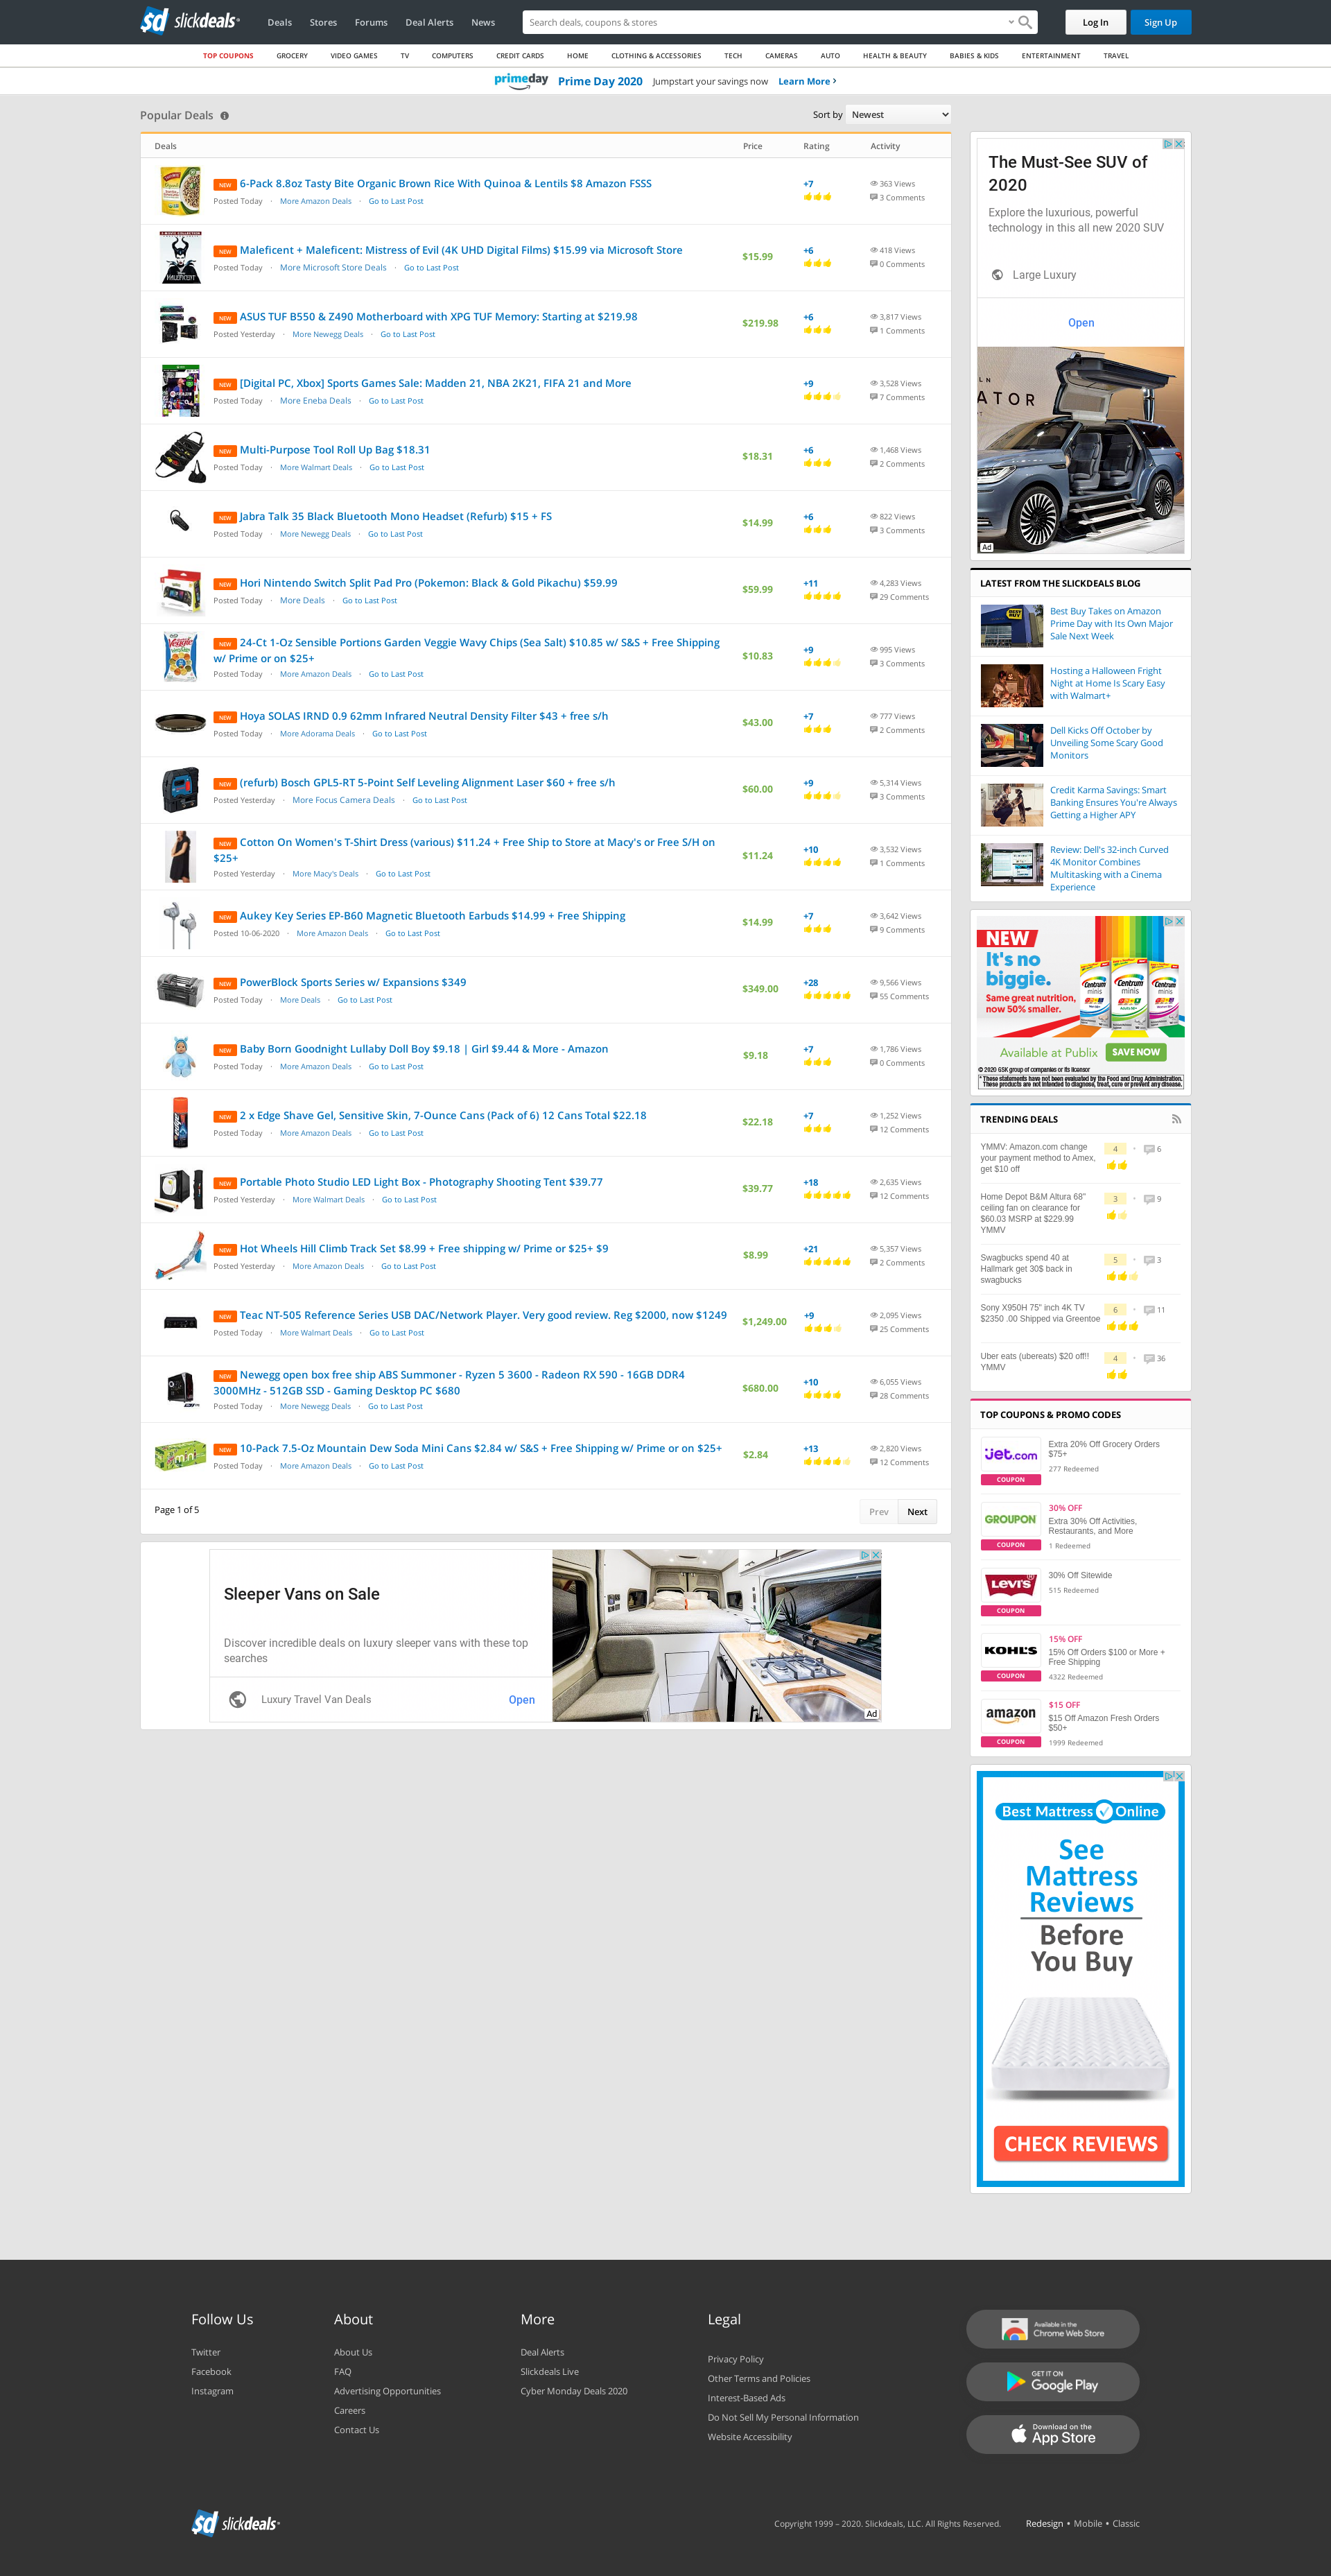 slickdeals
Deals Stores Forums Deal Alerts News
Search deals, coupons & stores
Log In Sign Up
TOP COUPONS GROCERY VIDEO GAMES TV COMPUTERS CREDIT CARDS HOME CLOTHING & ACCESSORIES TECH CAMERAS AUTO HEALTH & BEAUTY BABIES & KIDS ENTERTAINMENT TRAVEL
primeday Prime Day 2020 Jumpstart your savings now Learn More ›
Popular Deals
Sort by Newest
Deals Price Rating Activity
NEW 6-Pack 8.8oz Tasty Bite Organic Brown Rice With Quinoa & Lentils $8 Amazon FSSS
Posted Today · More Amazon Deals · Go to Last Post
+7
363 Views
3 Comments
NEW Maleficent + Maleficent: Mistress of Evil (4K UHD Digital Films) $15.99 via Microsoft Store
Posted Today · More Microsoft Store Deals · Go to Last Post
$15.99
+6
418 Views
0 Comments
NEW ASUS TUF B550 & Z490 Motherboard with XPG TUF Memory: Starting at $219.98
Posted Yesterday · More Newegg Deals · Go to Last Post
$219.98
+6
3,817 Views
1 Comments
NEW [Digital PC, Xbox] Sports Games Sale: Madden 21, NBA 2K21, FIFA 21 and More
Posted Today · More Eneba Deals · Go to Last Post
+9
3,528 Views
7 Comments
NEW Multi-Purpose Tool Roll Up Bag $18.31
Posted Today · More Walmart Deals · Go to Last Post
$18.31
+6
1,468 Views
2 Comments
NEW Jabra Talk 35 Black Bluetooth Mono Headset (Refurb) $15 + FS
Posted Today · More Newegg Deals · Go to Last Post
$14.99
+6
822 Views
3 Comments
NEW Hori Nintendo Switch Split Pad Pro (Pokemon: Black & Gold Pikachu) $59.99
Posted Today · More Deals · Go to Last Post
$59.99
+11
4,283 Views
29 Comments
NEW 24-Ct 1-Oz Sensible Portions Garden Veggie Wavy Chips (Sea Salt) $10.85 w/ S&S + Free Shipping
w/ Prime or on $25+
Posted Today · More Amazon Deals · Go to Last Post
$10.83
+9
995 Views
3 Comments
NEW Hoya SOLAS IRND 0.9 62mm Infrared Neutral Density Filter $43 + free s/h
Posted Today · More Adorama Deals · Go to Last Post
$43.00
+7
777 Views
2 Comments
NEW (refurb) Bosch GPL5-RT 5-Point Self Leveling Alignment Laser $60 + free s/h
Posted Yesterday · More Focus Camera Deals · Go to Last Post
$60.00
+9
5,314 Views
3 Comments
NEW Cotton On Women's T-Shirt Dress (various) $11.24 + Free Ship to Store at Macy's or Free S/H on
$25+
Posted Yesterday · More Macy's Deals · Go to Last Post
$11.24
+10
3,532 Views
1 Comments
NEW Aukey Key Series EP-B60 Magnetic Bluetooth Earbuds $14.99 + Free Shipping
Posted 10-06-2020 · More Amazon Deals · Go to Last Post
$14.99
+7
3,642 Views
9 Comments
NEW PowerBlock Sports Series w/ Expansions $349
Posted Today · More Deals · Go to Last Post
$349.00
+28
9,566 Views
55 Comments
NEW Baby Born Goodnight Lullaby Doll Boy $9.18 | Girl $9.44 & More - Amazon
Posted Today · More Amazon Deals · Go to Last Post
$9.18
+7
1,786 Views
0 Comments
NEW 2 x Edge Shave Gel, Sensitive Skin, 7-Ounce Cans (Pack of 6) 12 Cans Total $22.18
Posted Today · More Amazon Deals · Go to Last Post
$22.18
+7
1,252 Views
12 Comments
NEW Portable Photo Studio LED Light Box - Photography Shooting Tent $39.77
Posted Yesterday · More Walmart Deals · Go to Last Post
$39.77
+18
2,635 Views
12 Comments
NEW Hot Wheels Hill Climb Track Set $8.99 + Free shipping w/ Prime or $25+ $9
Posted Yesterday · More Amazon Deals · Go to Last Post
$8.99
+21
5,357 Views
2 Comments
NEW Teac NT-505 Reference Series USB DAC/Network Player. Very good review. Reg $2000, now $1249
Posted Today · More Walmart Deals · Go to Last Post
$1,249.00
+9
2,095 Views
25 Comments
NEW Newegg open box free ship ABS Summoner - Ryzen 5 3600 - Radeon RX 590 - 16GB DDR4
3000MHz - 512GB SSD - Gaming Desktop PC $680
Posted Today · More Newegg Deals · Go to Last Post
$680.00
+10
6,055 Views
28 Comments
NEW 10-Pack 7.5-Oz Mountain Dew Soda Mini Cans $2.84 w/ S&S + Free Shipping w/ Prime or on $25+
Posted Today · More Amazon Deals · Go to Last Post
$2.84
+13
2,820 Views
12 Comments
Page 1 of 5
Prev Next
Sleeper Vans on Sale
Discover incredible deals on luxury sleeper vans with these top
searches
Luxury Travel Van Deals Open
Ad
The Must-See SUV of
2020
Explore the luxurious, powerful
technology in this all new 2020 SUV
Large Luxury
Open
Ad
LATEST FROM THE SLICKDEALS BLOG
Best Buy Takes on Amazon
Prime Day with Its Own Major
Sale Next Week
Hosting a Halloween Fright
Night at Home Is Scary Easy
with Walmart+
Dell Kicks Off October by
Unveiling Some Scary Good
Monitors
Credit Karma Savings: Smart
Banking Ensures You're Always
Getting a Higher APY
Review: Dell's 32-inch Curved
4K Monitor Combines
Multitasking with a Cinema
Experience
NEW
It's no
biggie.
Same great nutrition,
now 50% smaller.
Centrum minis
Available at Publix SAVE NOW
© 2020 GSK group of companies or its licensor
* These statements have not been evaluated by the Food and Drug Administration.
These products are not intended to diagnose, treat, cure or prevent any disease.
TRENDING DEALS
YMMV: Amazon.com change
your payment method to Amex,
get $10 off
4 • 6
Home Depot B&M Altura 68"
ceiling fan on clearance for
$60.03 MSRP at $229.99
YMMV
3 • 9
Swagbucks spend 40 at
Hallmark get 30$ back in
swagbucks
5 • 3
Sony X950H 75" inch 4K TV
$2350 .00 Shipped via Greentoe
6 • 11
Uber eats (ubereats) $20 off!!
YMMV
4 • 36
TOP COUPONS & PROMO CODES
jet.com
COUPON
Extra 20% Off Grocery Orders
$75+
277 Redeemed
GROUPON
COUPON
30% OFF
Extra 30% Off Activities,
Restaurants, and More
1 Redeemed
LEVI'S
COUPON
30% Off Sitewide
515 Redeemed
KOHL'S
COUPON
15% OFF
15% Off Orders $100 or More +
Free Shipping
4322 Redeemed
amazon
COUPON
$15 OFF
$15 Off Amazon Fresh Orders
$50+
1999 Redeemed
Best Mattress Online
See
Mattress
Reviews
Before
You Buy
CHECK REVIEWS
Follow Us
Twitter
Facebook
Instagram
About
About Us
FAQ
Advertising Opportunities
Careers
Contact Us
More
Deal Alerts
Slickdeals Live
Cyber Monday Deals 2020
Legal
Privacy Policy
Other Terms and Policies
Interest-Based Ads
Do Not Sell My Personal Information
Website Accessibility
Available in the
Chrome Web Store
GET IT ON
Google Play
Download on the
App Store
slickdeals
Copyright 1999 – 2020. Slickdeals, LLC. All Rights Reserved. Redesign • Mobile • Classic